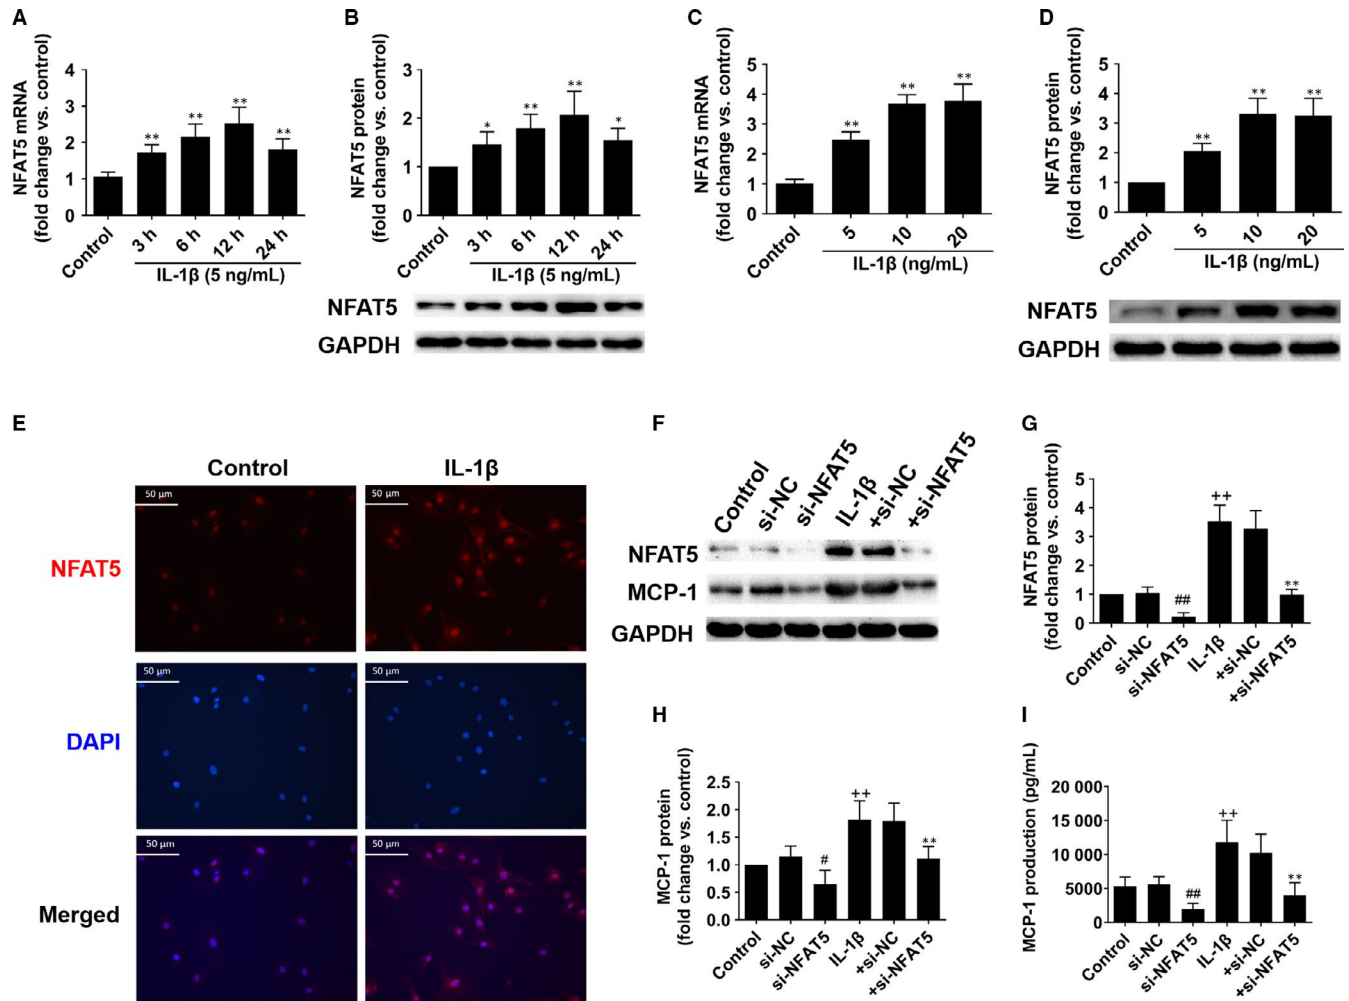 A
NFAT5 mRNA
(fold change vs. control)
4
3
2
1
0
Control
3 h
6 h
12 h
24 h
**
**
**
**
IL-1β (5 ng/mL)
B
NFAT5 protein
(fold change vs. control)
3
2
1
0
Control
3 h
6 h
12 h
24 h
*
**
**
*
IL-1β (5 ng/mL)
NFAT5
GAPDH
C
NFAT5 mRNA
(fold change vs. control)
5
4
3
2
1
0
Control
5
10
20
**
**
**
IL-1β (ng/mL)
D
NFAT5 protein
(fold change vs. control)
5
4
3
2
1
0
Control
5
10
20
**
**
**
IL-1β (ng/mL)
NFAT5
GAPDH
E
Control
IL-1β
NFAT5
50 µm
50 µm
DAPI
50 µm
50 µm
Merged
50 µm
50 µm
F
Control
si-NC
si-NFAT5
IL-1β
+si-NC
+si-NFAT5
NFAT5
MCP-1
GAPDH
G
NFAT5 protein
(fold change vs. control)
5
4
3
2
1
0
Control
si-NC
si-NFAT5
IL-1β
+si-NC
+si-NFAT5
##
++
**
H
MCP-1 protein
(fold change vs. control)
2.5
2.0
1.5
1.0
0.5
0.0
Control
si-NC
si-NFAT5
IL-1β
+si-NC
+si-NFAT5
#
++
**
I
MCP-1 production (pg/mL)
20 000
15 000
10 000
5000
0
Control
si-NC
si-NFAT5
IL-1β
+si-NC
+si-NFAT5
##
++
**